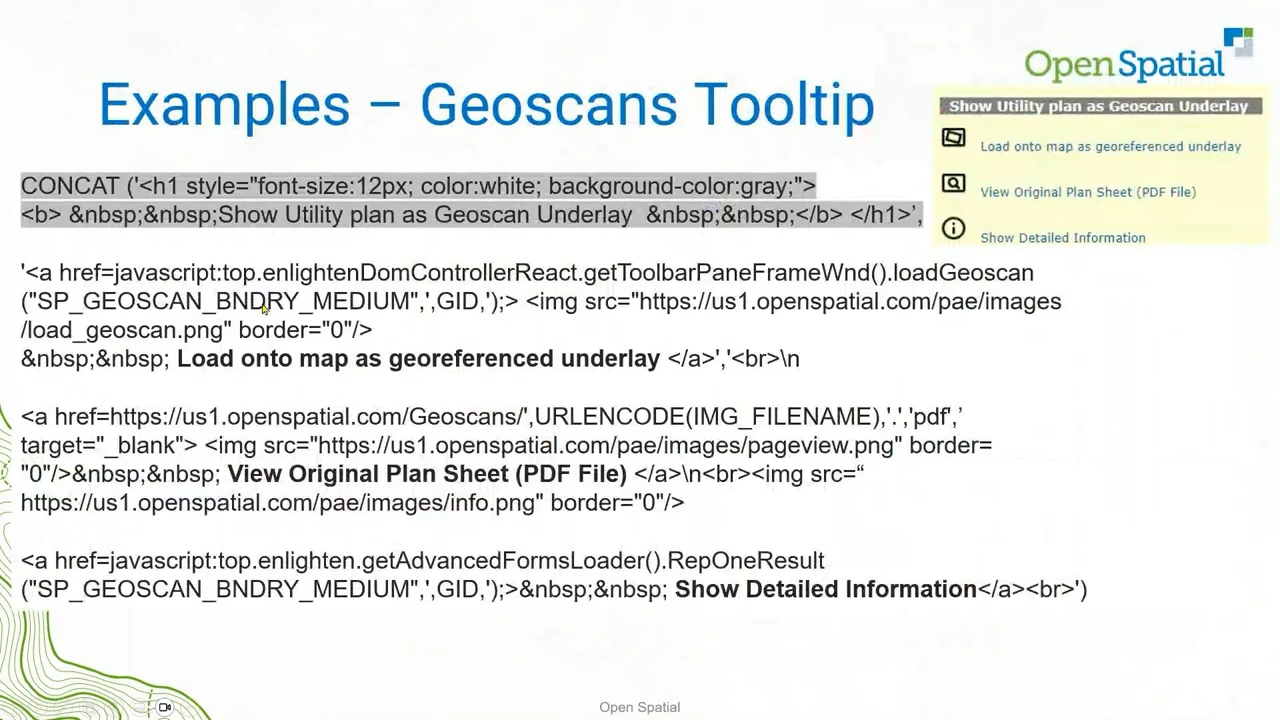 Open Spatial
Examples – Geoscans Tooltip
Show Utility plan as Geoscan Underlay
Load onto map as georeferenced underlay
View Original Plan Sheet (PDF File)
Show Detailed Information
CONCAT ('<h1 style="font-size:12px; color:white; background-color:gray;">
<b> &nbsp;&nbsp;Show Utility plan as Geoscan Underlay  &nbsp;&nbsp;</b> </h1>’,
'<a href=javascript:top.enlightenDomControllerReact.getToolbarPaneFrameWnd().loadGeoscan
("SP_GEOSCAN_BNDRY_MEDIUM",',GID,');> <img src="https://us1.openspatial.com/pae/images
/load_geoscan.png" border="0"/>
&nbsp;&nbsp; Load onto map as georeferenced underlay </a>','<br>\n
<a href=https://us1.openspatial.com/Geoscans/',URLENCODE(IMG_FILENAME),'.','pdf',’
target="_blank"> <img src="https://us1.openspatial.com/pae/images/pageview.png" border=
"0"/>&nbsp;&nbsp; View Original Plan Sheet (PDF File) </a>\n<br><img src=“
https://us1.openspatial.com/pae/images/info.png" border="0"/>
<a href=javascript:top.enlighten.getAdvancedFormsLoader().RepOneResult
("SP_GEOSCAN_BNDRY_MEDIUM",',GID,');>&nbsp;&nbsp; Show Detailed Information</a><br>')
Open Spatial